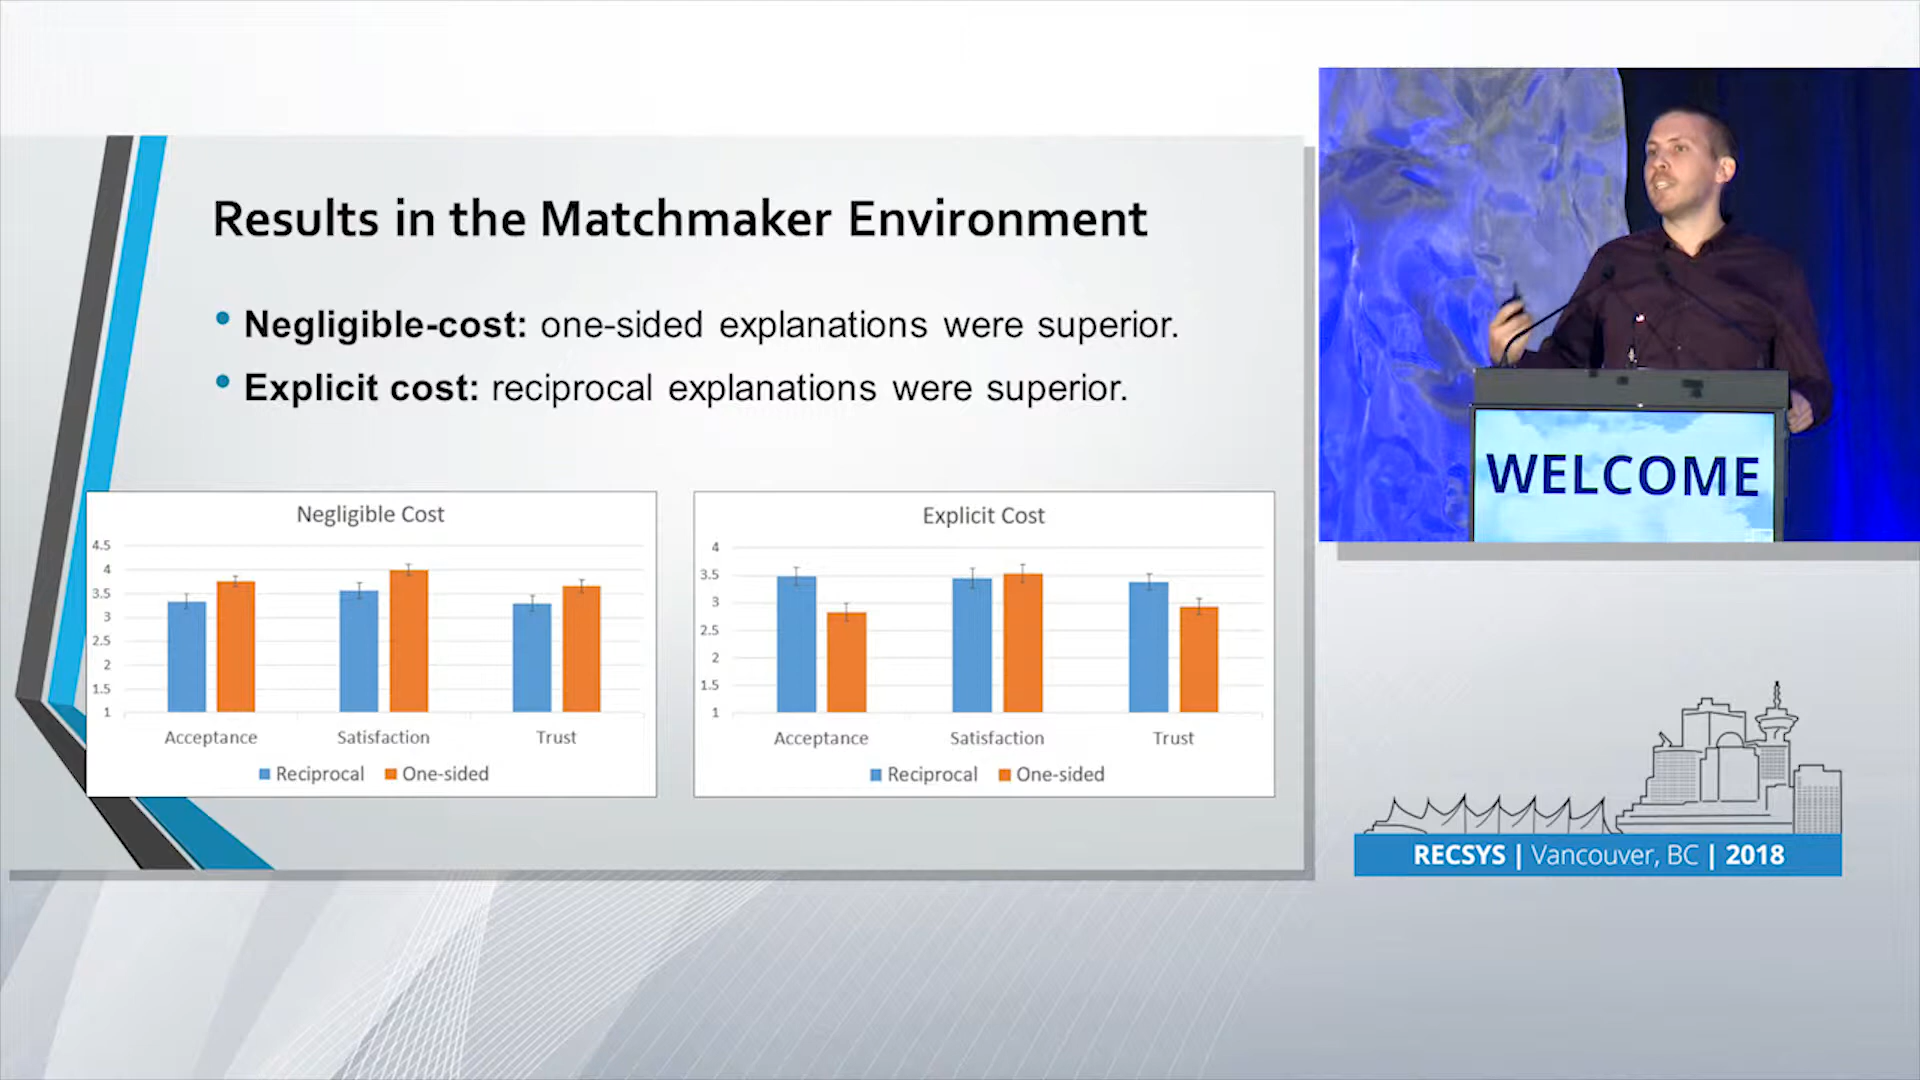 Results in the Matchmaker Environment
• Negligible-cost: one-sided explanations were superior.
• Explicit cost: reciprocal explanations were superior.
Negligible Cost
4.5
4
3.5
3
2.5
2
1.5
1
Acceptance Satisfaction Trust
Reciprocal One-sided
Explicit Cost
4
3.5
3
2.5
2
1.5
1
Acceptance Satisfaction Trust
Reciprocal One-sided
WELCOME
RECSYS | Vancouver, BC | 2018